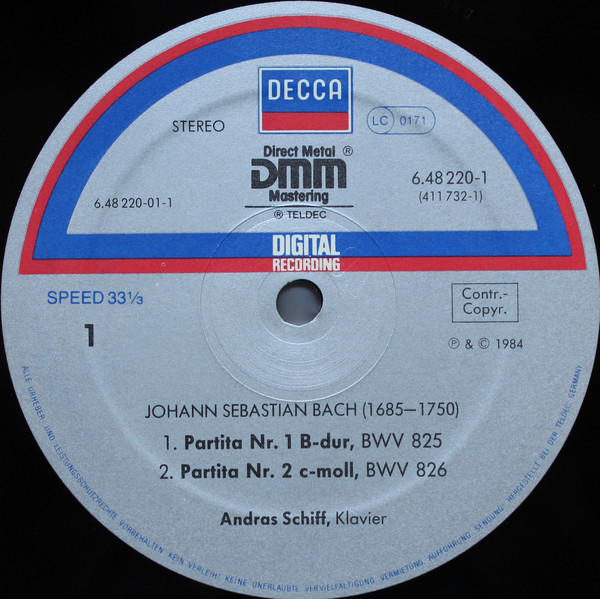 DECCA
STEREO
LC 0171
Direct Metal ®
DMM
Mastering
® TELDEC
6.48 220-01-1
6.48 220-1
(411 732-1)
DIGITAL
RECORDING
SPEED 33⅓
Contr.-
Copyr.
1
℗ & © 1984
JOHANN SEBASTIAN BACH (1685—1750)
1. Partita Nr. 1 B-dur, BWV 825
2. Partita Nr. 2 c-moll, BWV 826
Andras Schiff, Klavier
ALLE URHEBER- UND LEISTUNGSSCHUTZRECHTE VORBEHALTEN · KEIN VERLEIH! · KEINE UNERLAUBTE VERVIELFÄLTIGUNG, VERMIETUNG, AUFFÜHRUNG, SENDUNG · HERGESTELLT BEI DER TELDEC GERMANY